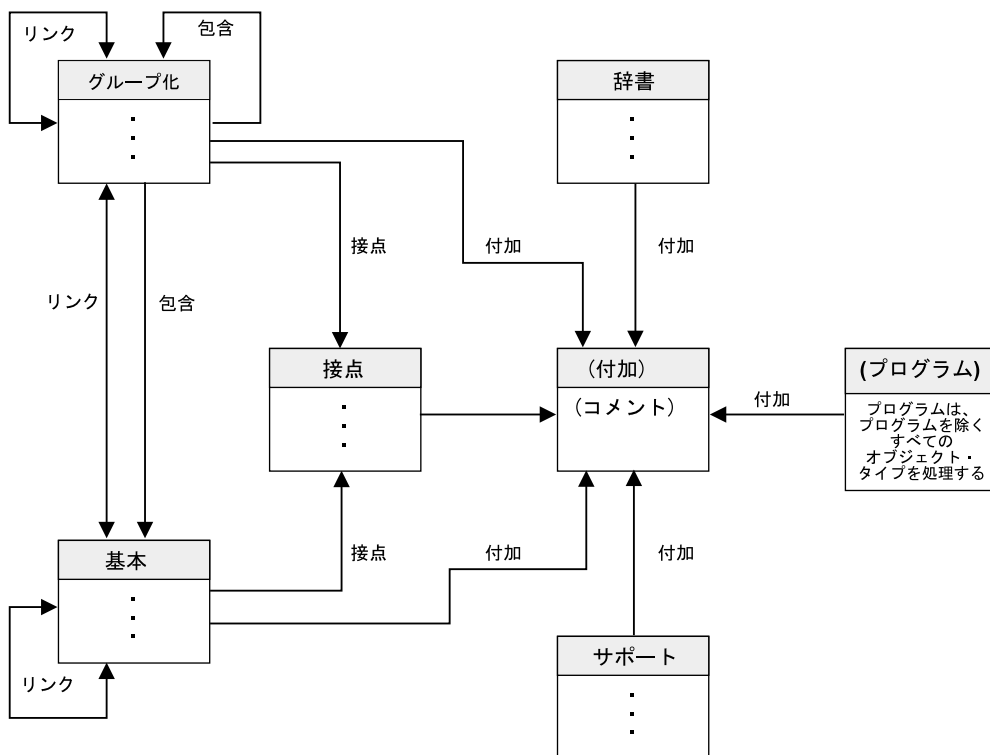 リンク
包含
グループ化
辞書
接点
付加
付加
リンク
包含
接点
(付加)
(コメント)
付加
(プログラム)
プログラムは、
プログラムを除く
すべての
オブジェクト・
タイプを処理する
基本
接点
付加
付加
リンク
サポート